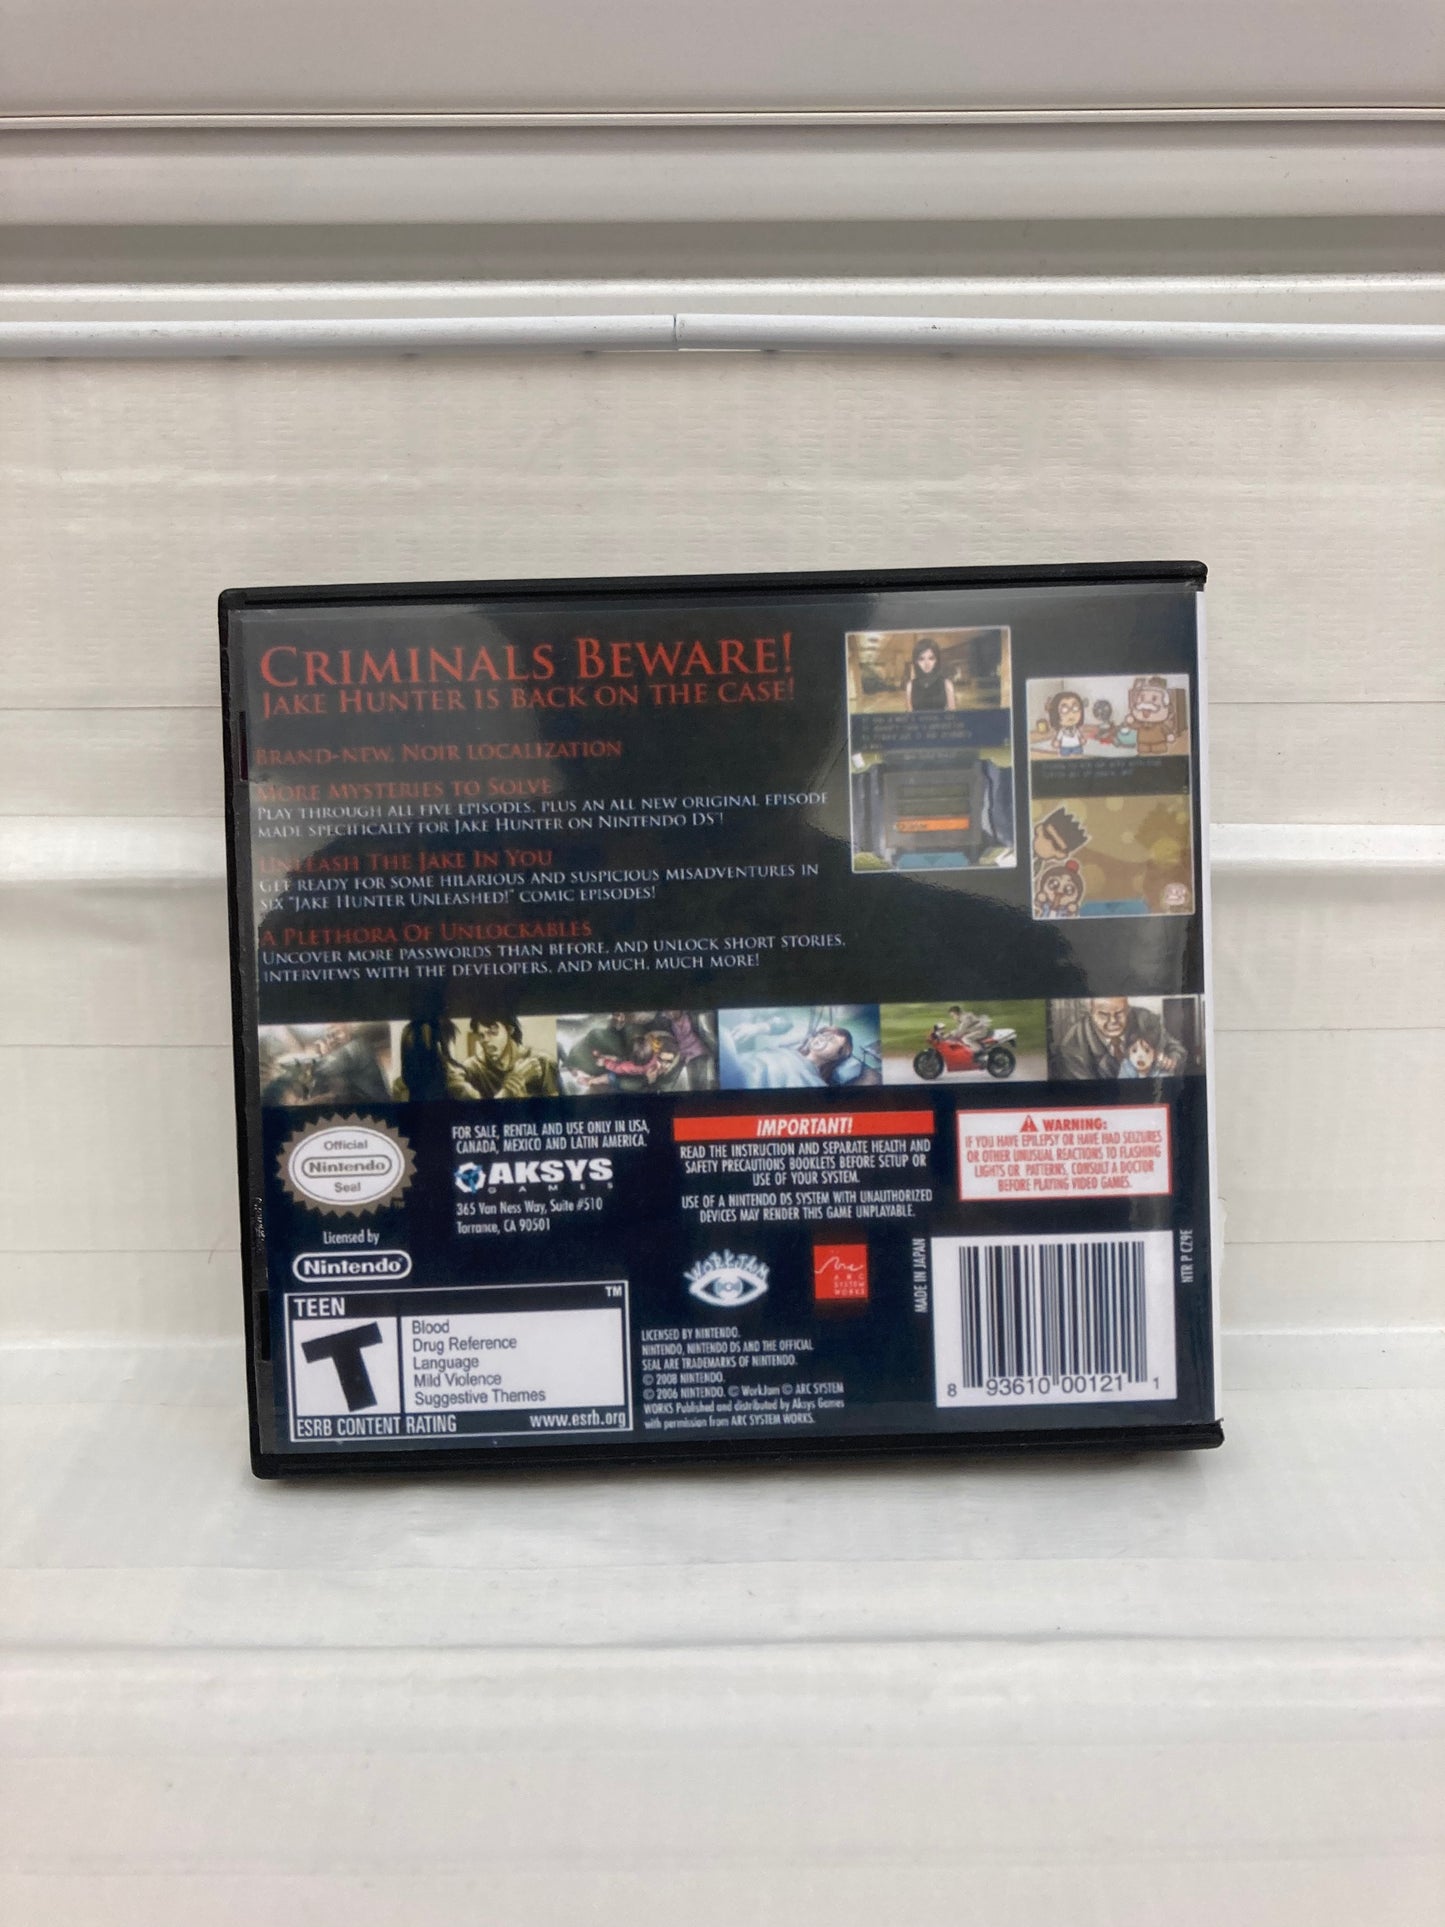 CRIMINALS BEWARE!
JAKE HUNTER IS BACK ON THE CASE!
BRAND-NEW, NOIR LOCALIZATION
MORE MYSTERIES TO SOLVE
PLAY THROUGH ALL FIVE EPISODES, PLUS AN ALL NEW ORIGINAL EPISODE
MADE SPECIFICALLY FOR JAKE HUNTER ON NINTENDO DS™!
UNLEASH THE JAKE IN YOU
GET READY FOR SOME HILARIOUS AND SUSPICIOUS MISADVENTURES IN
SIX "JAKE HUNTER UNLEASHED!" COMIC EPISODES!
A PLETHORA OF UNLOCKABLES
UNCOVER MORE PASSWORDS THAN BEFORE, AND UNLOCK SHORT STORIES,
INTERVIEWS WITH THE DEVELOPERS, AND MUCH, MUCH MORE!
Official
Nintendo
Seal
Licensed by
Nintendo®
FOR SALE, RENTAL AND USE ONLY IN USA,
CANADA, MEXICO AND LATIN AMERICA.
AKSYS
GAMES
365 Van Ness Way, Suite #510
Torrance, CA 90501
IMPORTANT!
READ THE INSTRUCTION AND SEPARATE HEALTH AND
SAFETY PRECAUTIONS BOOKLETS BEFORE SETUP OR
USE OF YOUR SYSTEM.
USE OF A NINTENDO DS SYSTEM WITH UNAUTHORIZED
DEVICES MAY RENDER THIS GAME UNPLAYABLE.
WARNING:
IF YOU HAVE EPILEPSY OR HAVE HAD SEIZURES
OR OTHER UNUSUAL REACTIONS TO FLASHING
LIGHTS OR PATTERNS, CONSULT A DOCTOR
BEFORE PLAYING VIDEO GAMES.
TEEN
TM
T
Blood
Drug Reference
Language
Mild Violence
Suggestive Themes
ESRB CONTENT RATING www.esrb.org
WORKJAM
ARC
SYSTEM
WORKS
LICENSED BY NINTENDO.
NINTENDO, NINTENDO DS AND THE OFFICIAL
SEAL ARE TRADEMARKS OF NINTENDO.
© 2008 NINTENDO.
© 2006 NINTENDO. © WorkJam © ARC SYSTEM
WORKS Published and distributed by Aksys Games
with permission from ARC SYSTEM WORKS.
MADE IN JAPAN
8 93610 00121 1
NTR P CZ9E